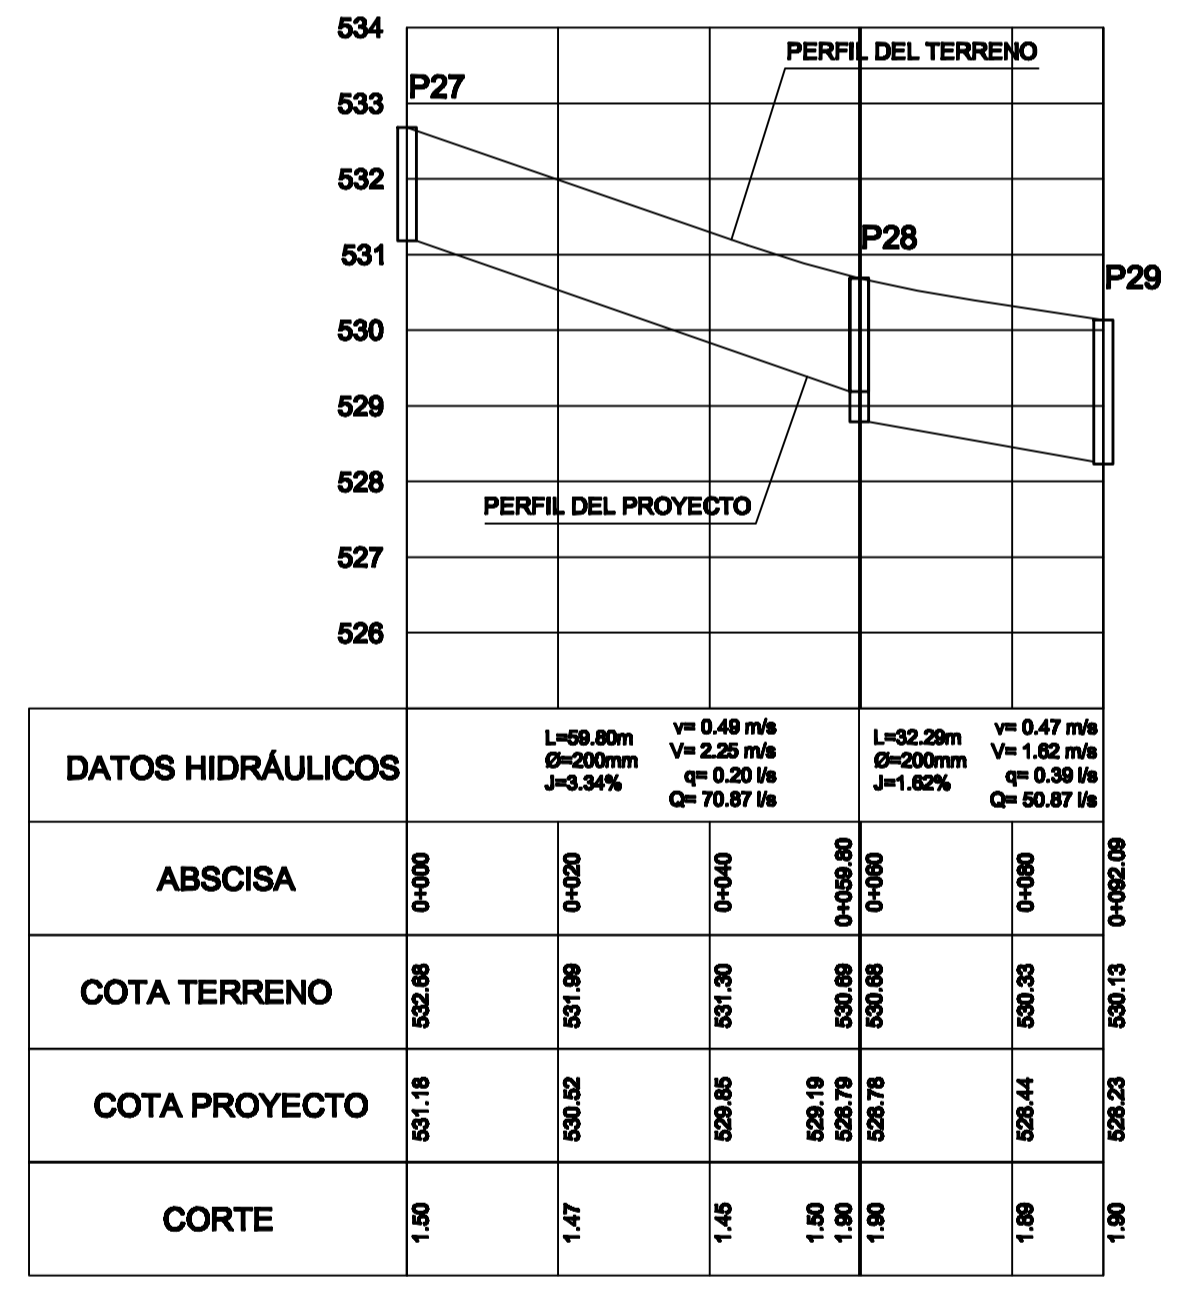 534
PERFIL DEL TERRENO
P27
533
532
P28
531
P29
530
529
528
PERFIL DEL PROYECTO
527
526
DATOS HIDRÁULICOS
L=59.80m
Ø=200mm
J=3.34%
v= 0.49 m/s
V= 2.25 m/s
q= 0.20 l/s
Q= 70.87 l/s
L=32.29m
Ø=200mm
J=1.62%
v= 0.47 m/s
V= 1.62 m/s
q= 0.39 l/s
Q= 50.87 l/s
ABSCISA
0+000
0+020
0+040
0+059.80
0+060
0+080
0+092.09
COTA TERRENO
532.68
531.99
531.30
530.69
530.68
530.33
530.13
COTA PROYECTO
531.18
530.52
529.85
529.19
528.79
528.78
528.44
528.23
CORTE
1.50
1.47
1.45
1.50
1.90
1.90
1.89
1.90